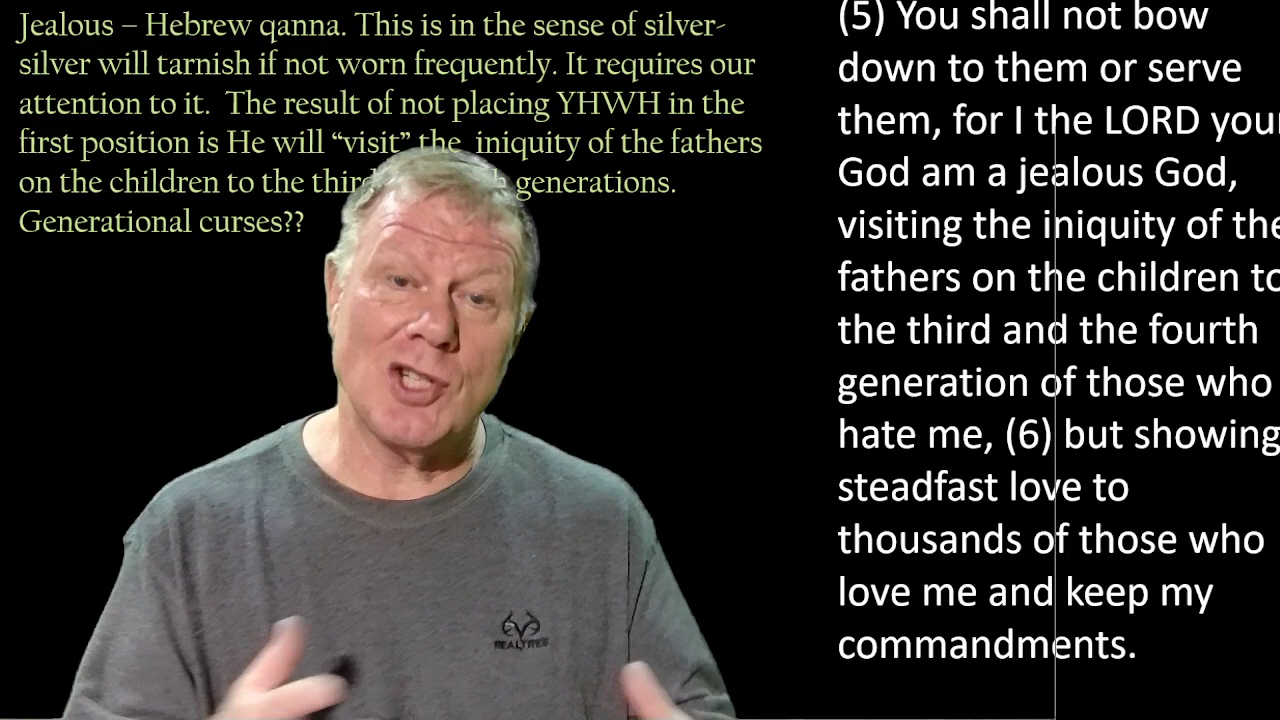 Jealous – Hebrew qanna. This is in the sense of silver-
silver will tarnish if not worn frequently. It requires our
attention to it. The result of not placing YHWH in the
first position is He will “visit” the iniquity of the fathers
on the children to the third generations.
Generational curses??
(5) You shall not bow
down to them or serve
them, for I the LORD your
God am a jealous God,
visiting the iniquity of the
fathers on the children to
the third and the fourth
generation of those who
hate me, (6) but showing
steadfast love to
thousands of those who
love me and keep my
commandments.
REALTREE